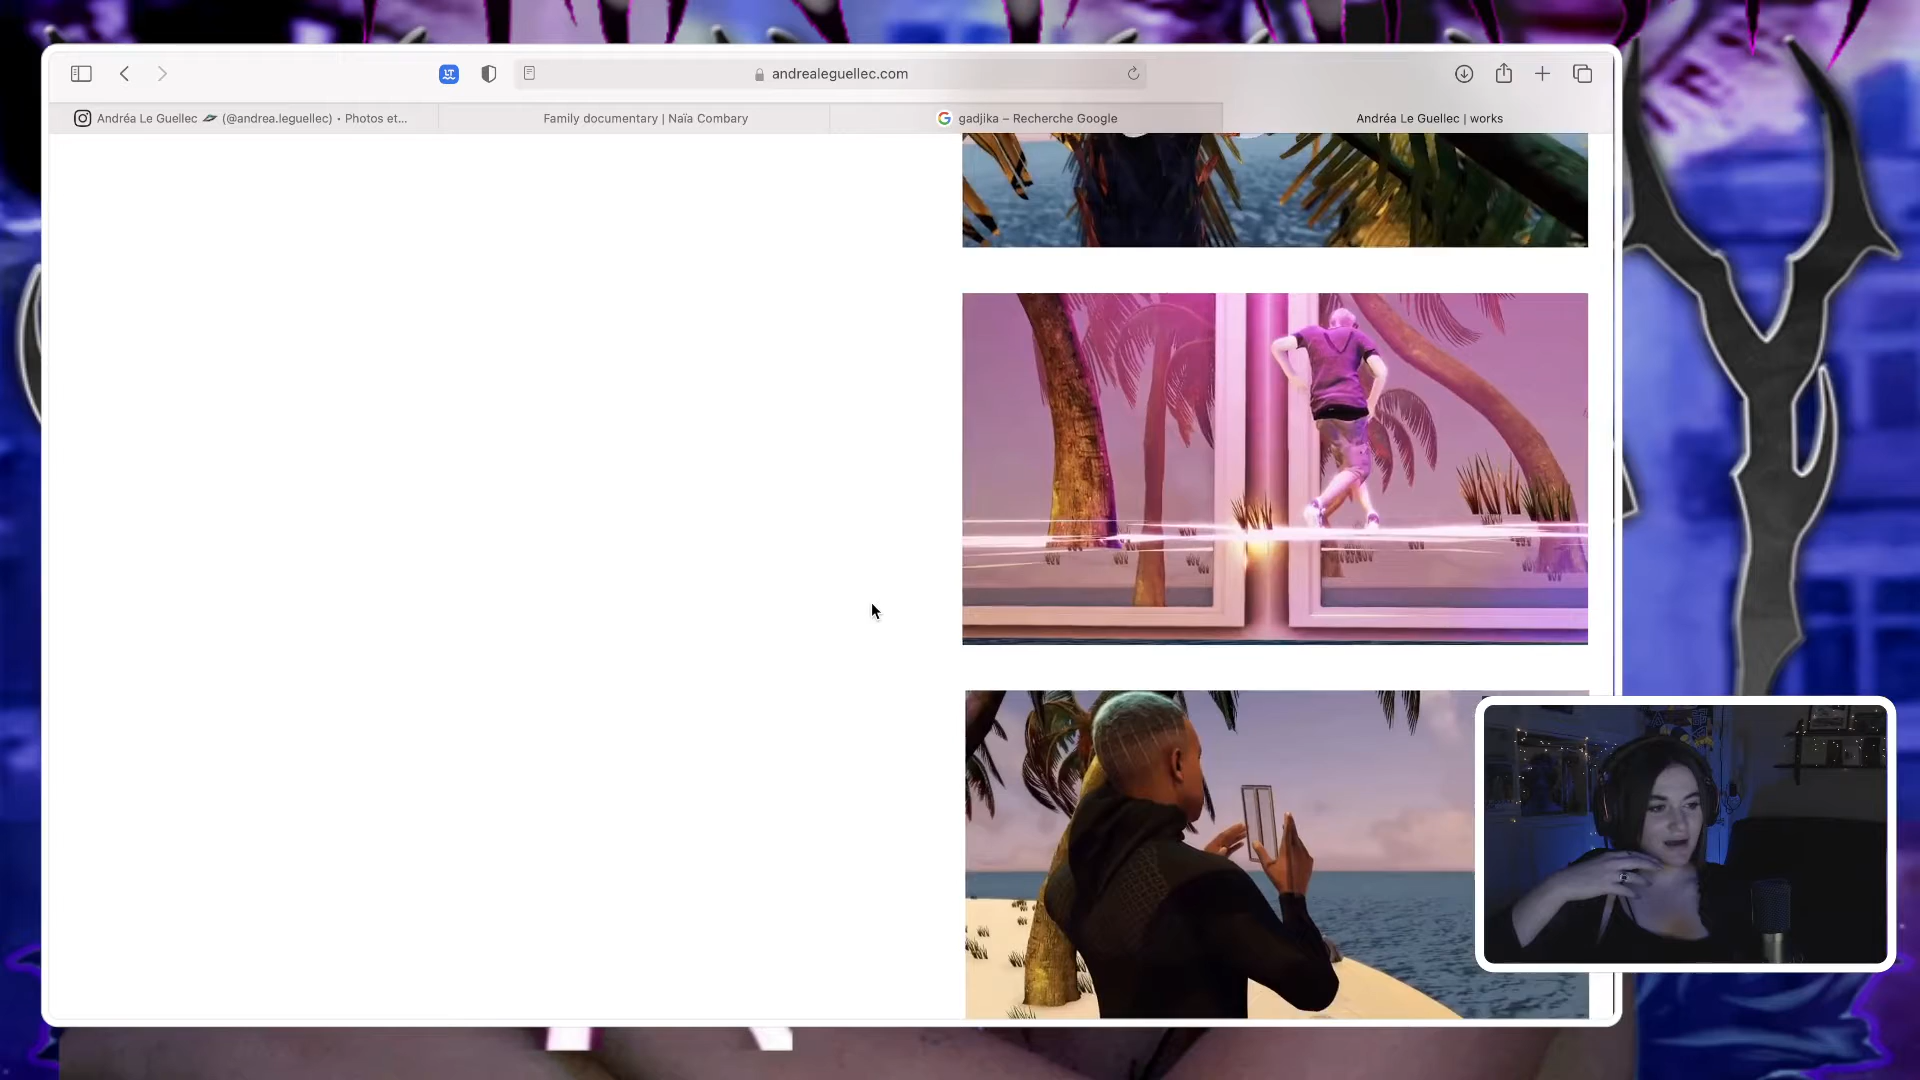 andrealeguellec.com
Andréa Le Guellec (@andrea.leguellec) • Photos et...
Family documentary | Naïa Combary
gadjika – Recherche Google
Andréa Le Guellec | works